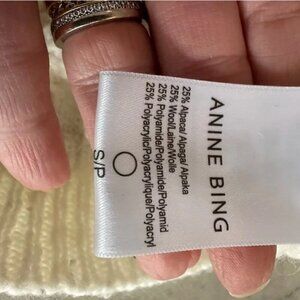 ANINE BING
25% Alpaca/ Alpaga/ Alpaka
25% Wool/Laine/Wolle
25% Polyamide/Polyamide/Polyamid
25% Polyacrylic/Polyacrylique/Polyacryl
S/P